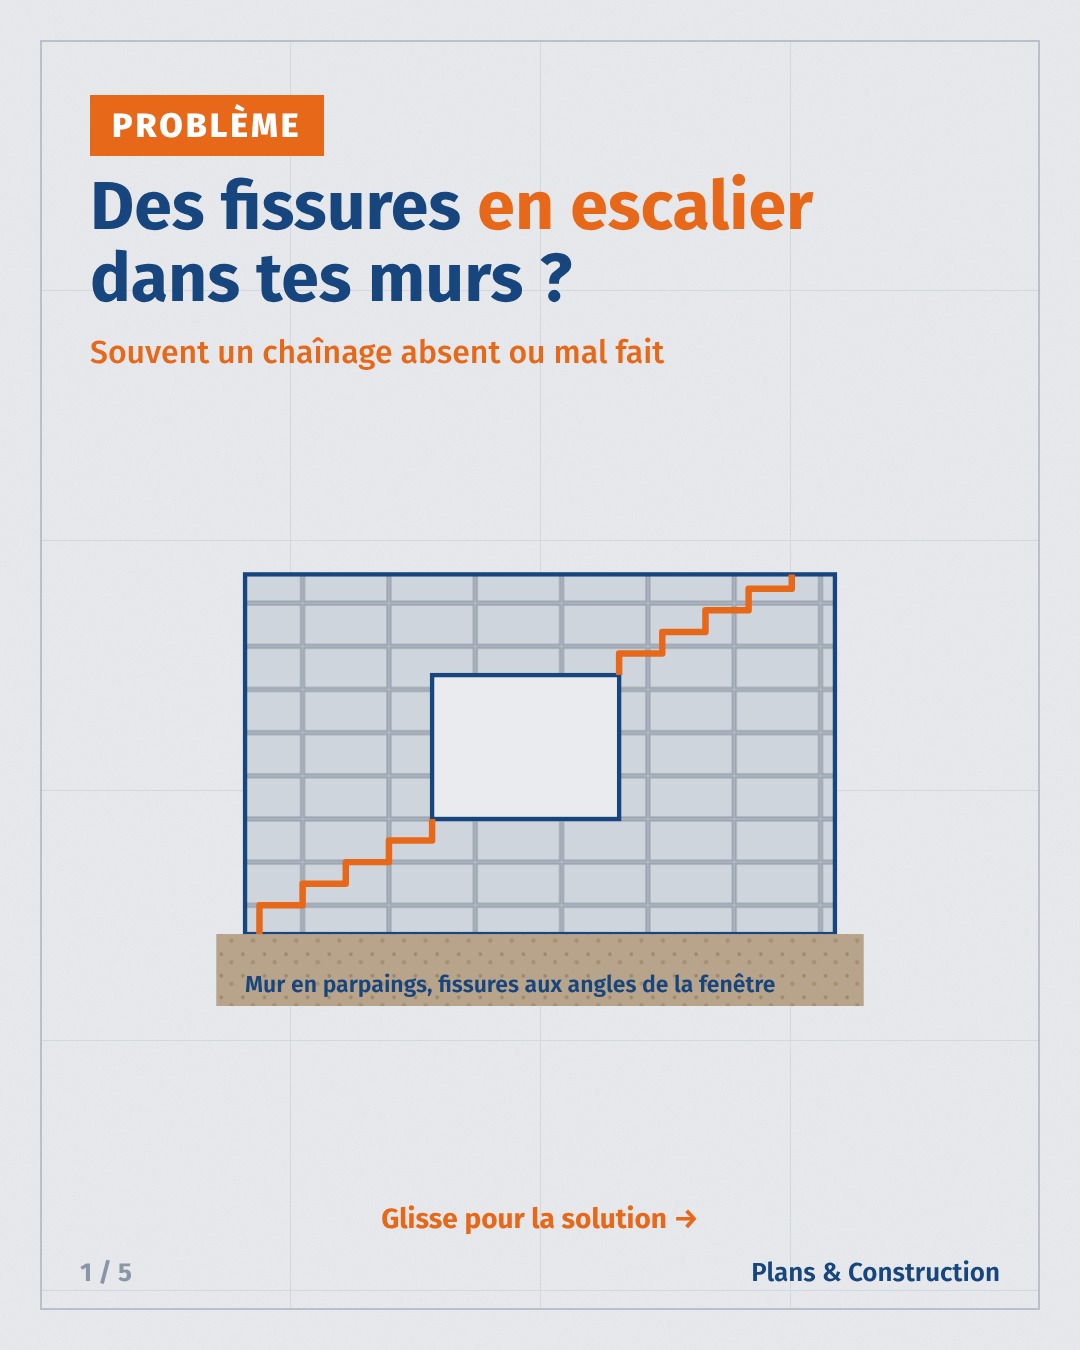 PROBLÈME
Des fissures en escalier
dans tes murs ?
Souvent un chaînage absent ou mal fait
Mur en parpaings, fissures aux angles de la fenêtre
Glisse pour la solution →
1 / 5
Plans & Construction